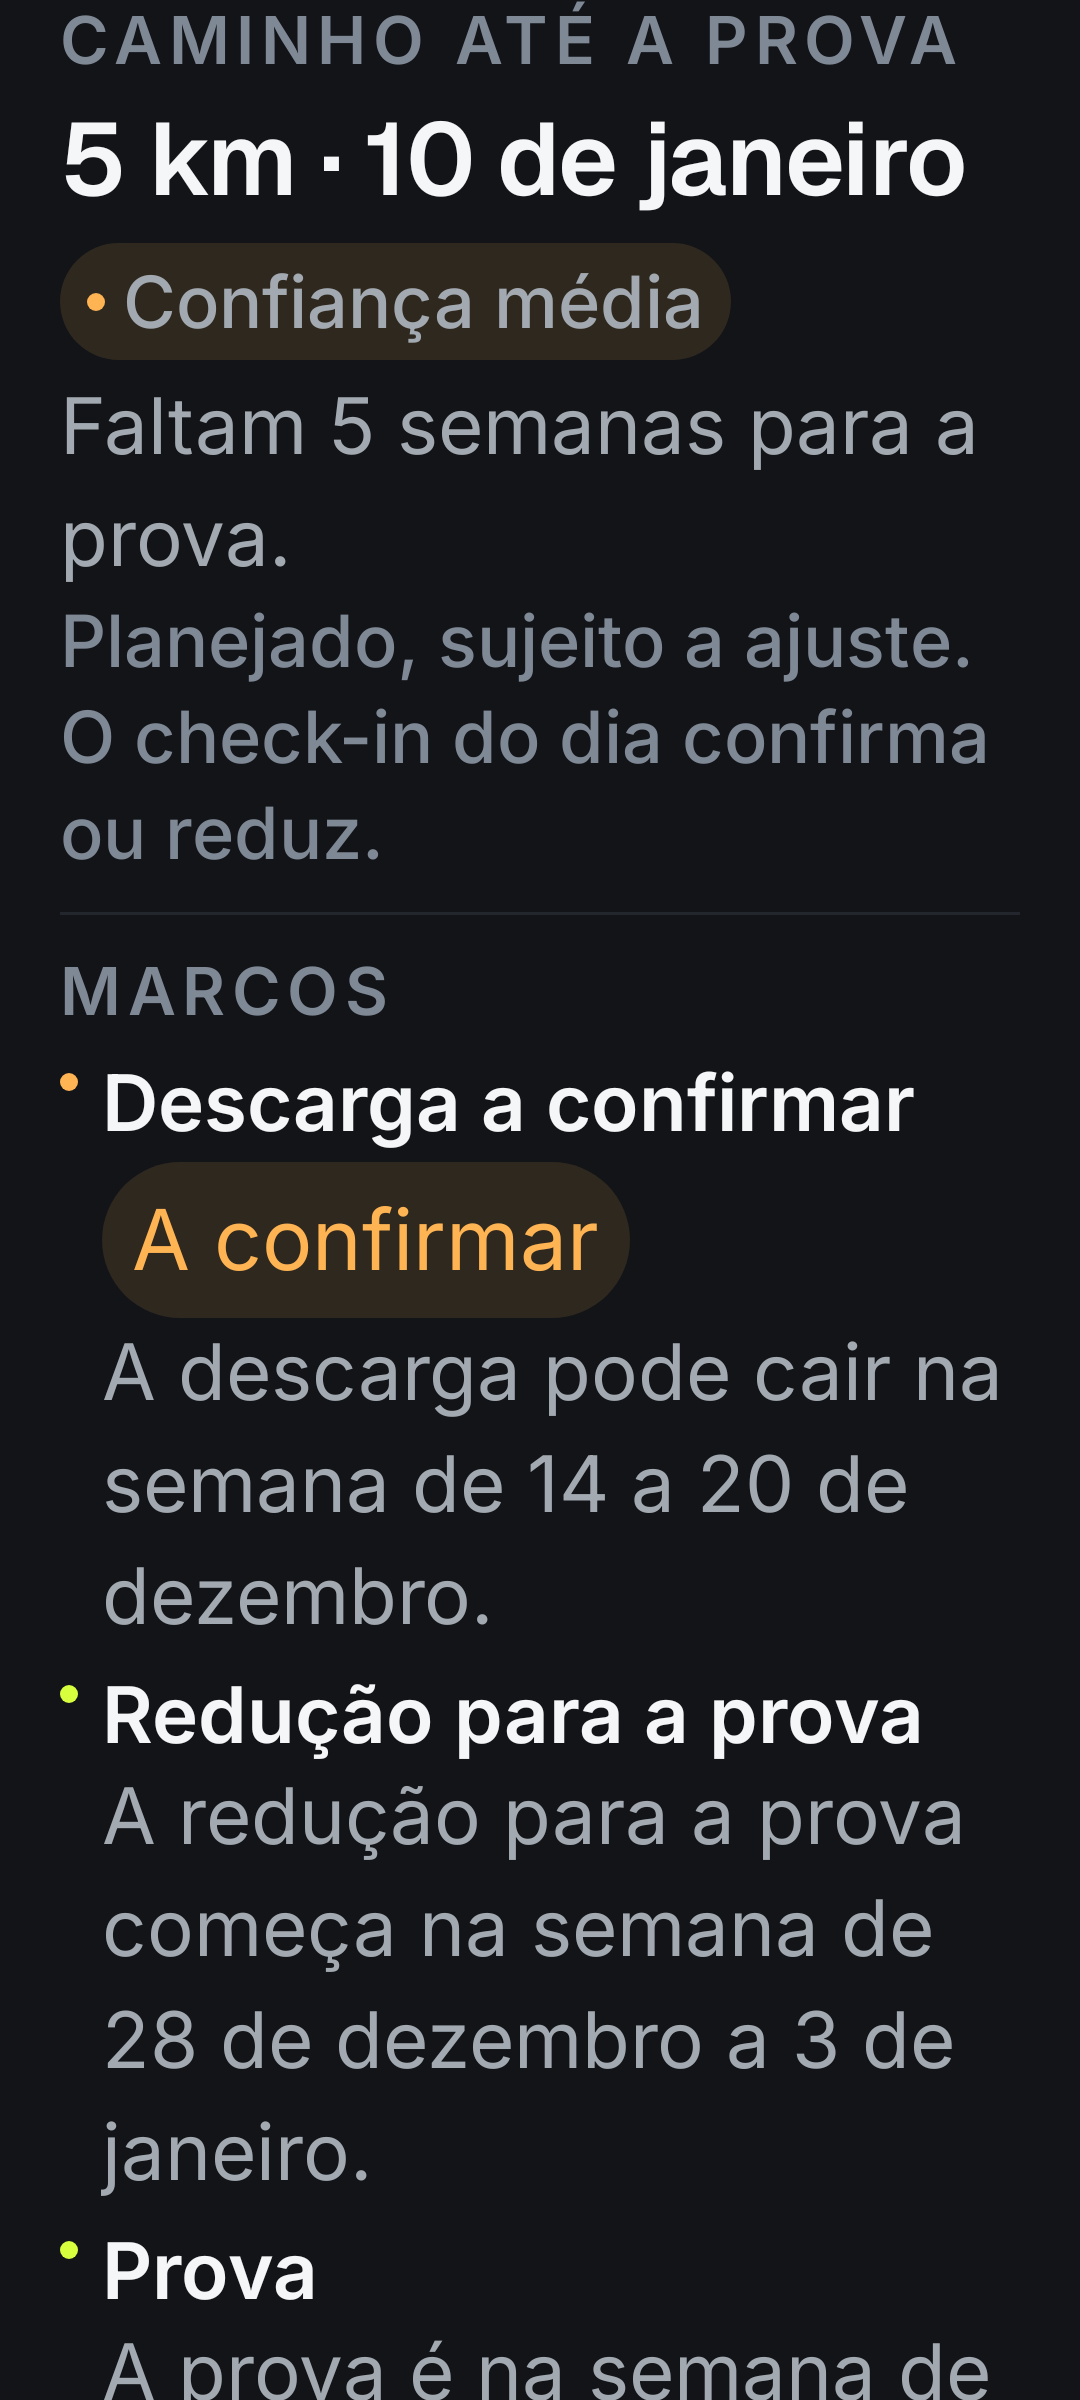 CAMINHO ATÉ A PROVA
5 km · 10 de janeiro
Confiança média
Faltam 5 semanas para a
prova.
Planejado, sujeito a ajuste.
O check-in do dia confirma
ou reduz.
MARCOS
Descarga a confirmar
A confirmar
A descarga pode cair na
semana de 14 a 20 de
dezembro.
Redução para a prova
A redução para a prova
começa na semana de
28 de dezembro a 3 de
janeiro.
Prova
A prova é na semana de